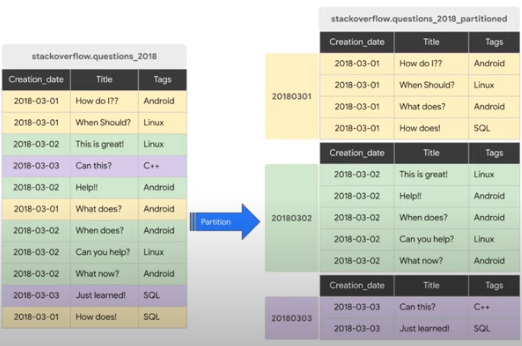 stackoverflow.questions_2018
Creation_date Title Tags
2018-03-01 How do I?? Android
2018-03-01 When Should? Linux
2018-03-02 This is great! Linux
2018-03-03 Can this? C++
2018-03-02 Help!! Android
2018-03-01 What does? Android
2018-03-02 When does? Android
2018-03-02 Can you help? Linux
2018-03-02 What now? Android
2018-03-03 Just learned! SQL
2018-03-01 How does! SQL
Partition
stackoverflow.questions_2018_partitioned
20180301
Creation_date Title Tags
2018-03-01 How do I?? Android
2018-03-01 When Should? Linux
2018-03-01 What does? Android
2018-03-01 How does! SQL
20180302
Creation_date Title Tags
2018-03-02 This is great! Linux
2018-03-02 Help!! Android
2018-03-02 When does? Android
2018-03-02 Can you help? Linux
2018-03-02 What now? Android
20180303
Creation_date Title Tags
2018-03-03 Can this? C++
2018-03-03 Just learned! SQL